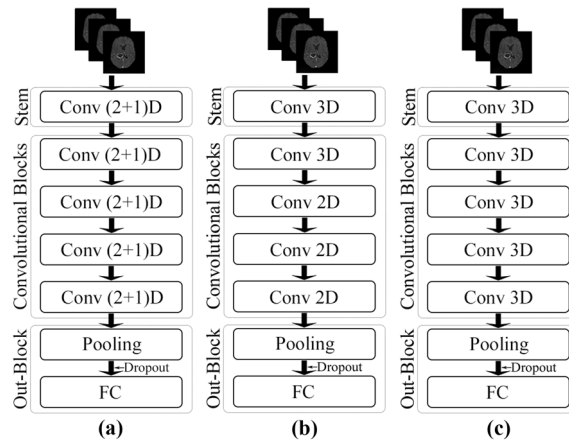 Stem
Conv (2+1)D
Convolutional Blocks
Conv (2+1)D
Conv (2+1)D
Conv (2+1)D
Conv (2+1)D
Out-Block
Pooling
Dropout
FC
(a)
Stem
Conv 3D
Convolutional Blocks
Conv 3D
Conv 2D
Conv 2D
Conv 2D
Out-Block
Pooling
Dropout
FC
(b)
Stem
Conv 3D
Convolutional Blocks
Conv 3D
Conv 3D
Conv 3D
Conv 3D
Out-Block
Pooling
Dropout
FC
(c)